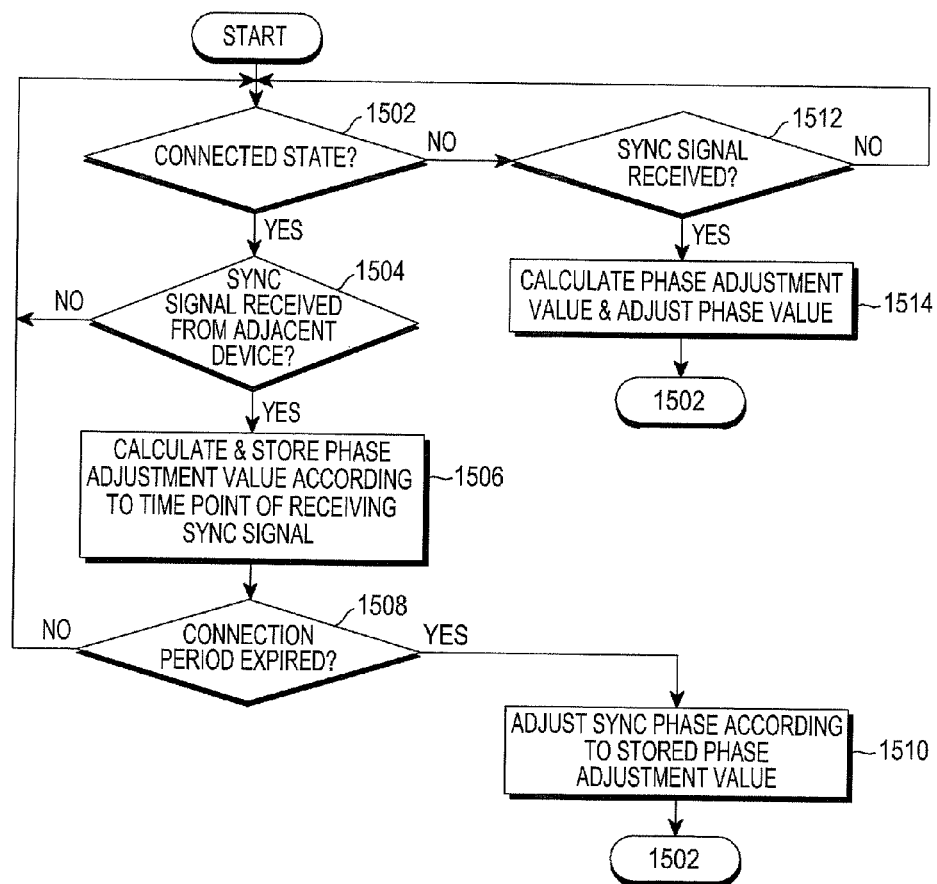 START
1502
CONNECTED STATE?
NO
YES
1512
SYNC SIGNAL
RECEIVED?
NO
YES
1504
SYNC
SIGNAL RECEIVED
FROM ADJACENT
DEVICE?
NO
YES
CALCULATE PHASE ADJUSTMENT
VALUE & ADJUST PHASE VALUE
1514
1502
CALCULATE & STORE PHASE
ADJUSTMENT VALUE ACCORDING
TO TIME POINT OF RECEIVING
SYNC SIGNAL
1506
1508
CONNECTION
PERIOD EXPIRED?
NO
YES
ADJUST SYNC PHASE ACCORDING
TO STORED PHASE
ADJUSTMENT VALUE
1510
1502